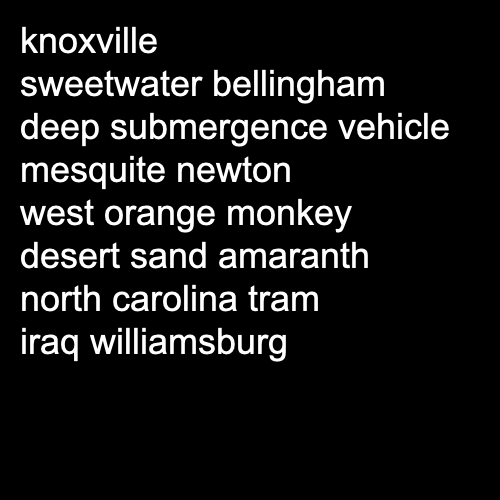 knoxville
sweetwater bellingham
deep submergence vehicle
mesquite newton
west orange monkey
desert sand amaranth
north carolina tram
iraq williamsburg